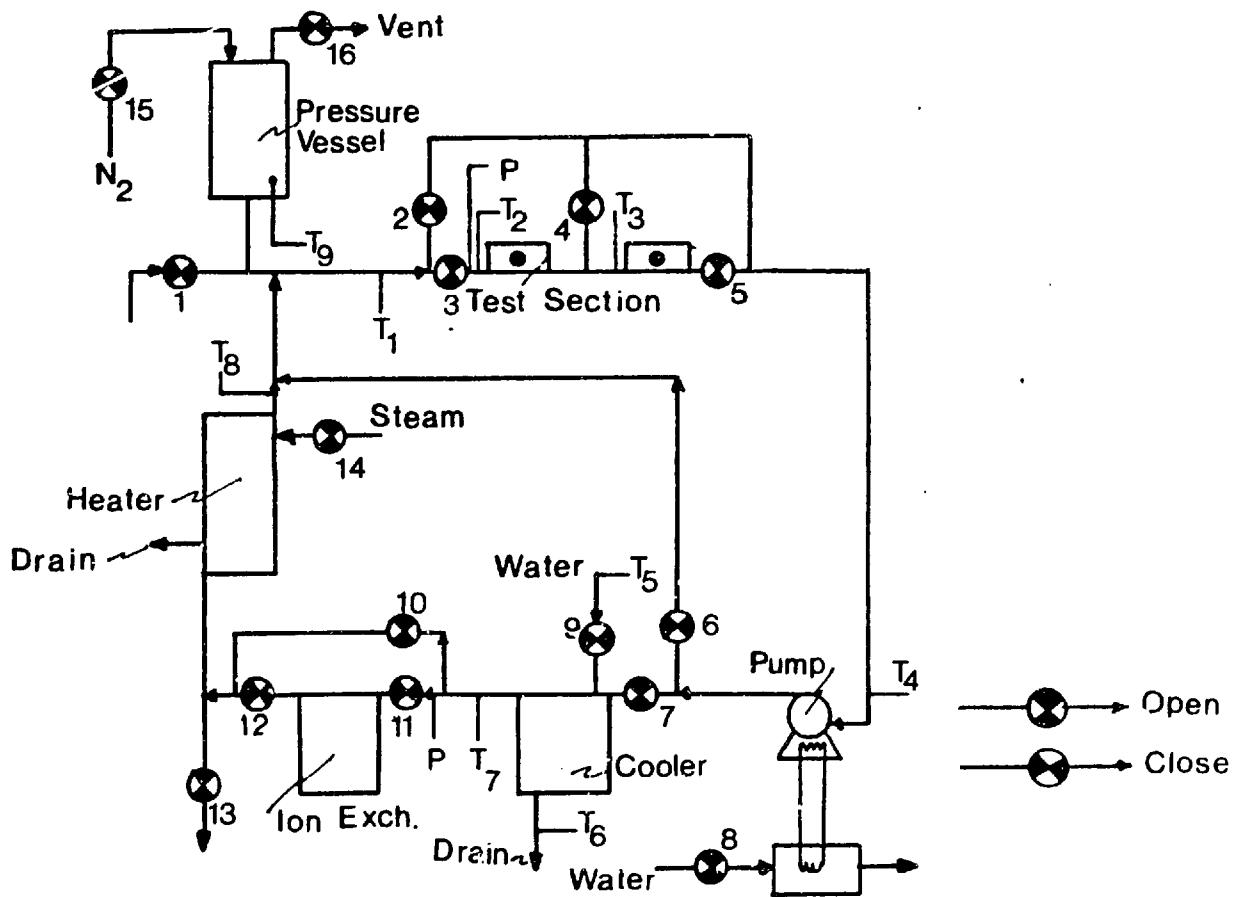 Vent
16
15
Pressure
Vessel
N2
T9
P
2
T2
4
T3
1
3
Test Section
5
T1
T8
Steam
14
Heater
Drain
Water
T5
10
9
6
Pump
T4
12
11
7
Open
P
T7
Cooler
Close
13
Ion Exch.
T6
Drain
8
Water